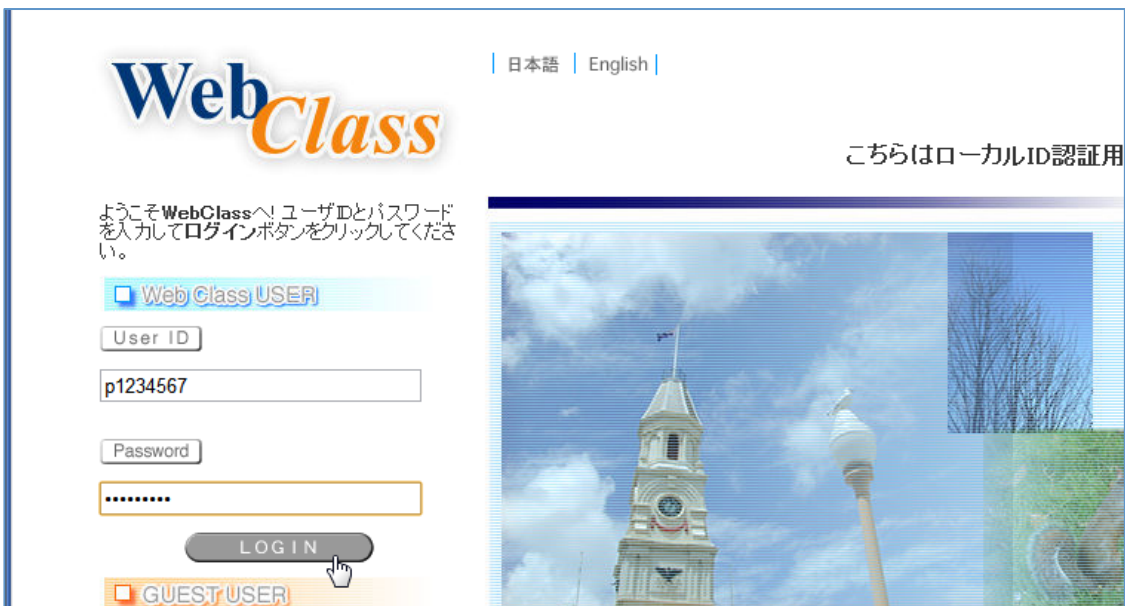 WebClass
日本語 English
こちらはローカルID認証用
ようこそWebClassへ! ユーザIDとパスワード
を入力してログインボタンをクリックしてくださ
い。
Web Class USER
User ID
p1234567
Password
•••••••••
LOGIN
GUEST USER